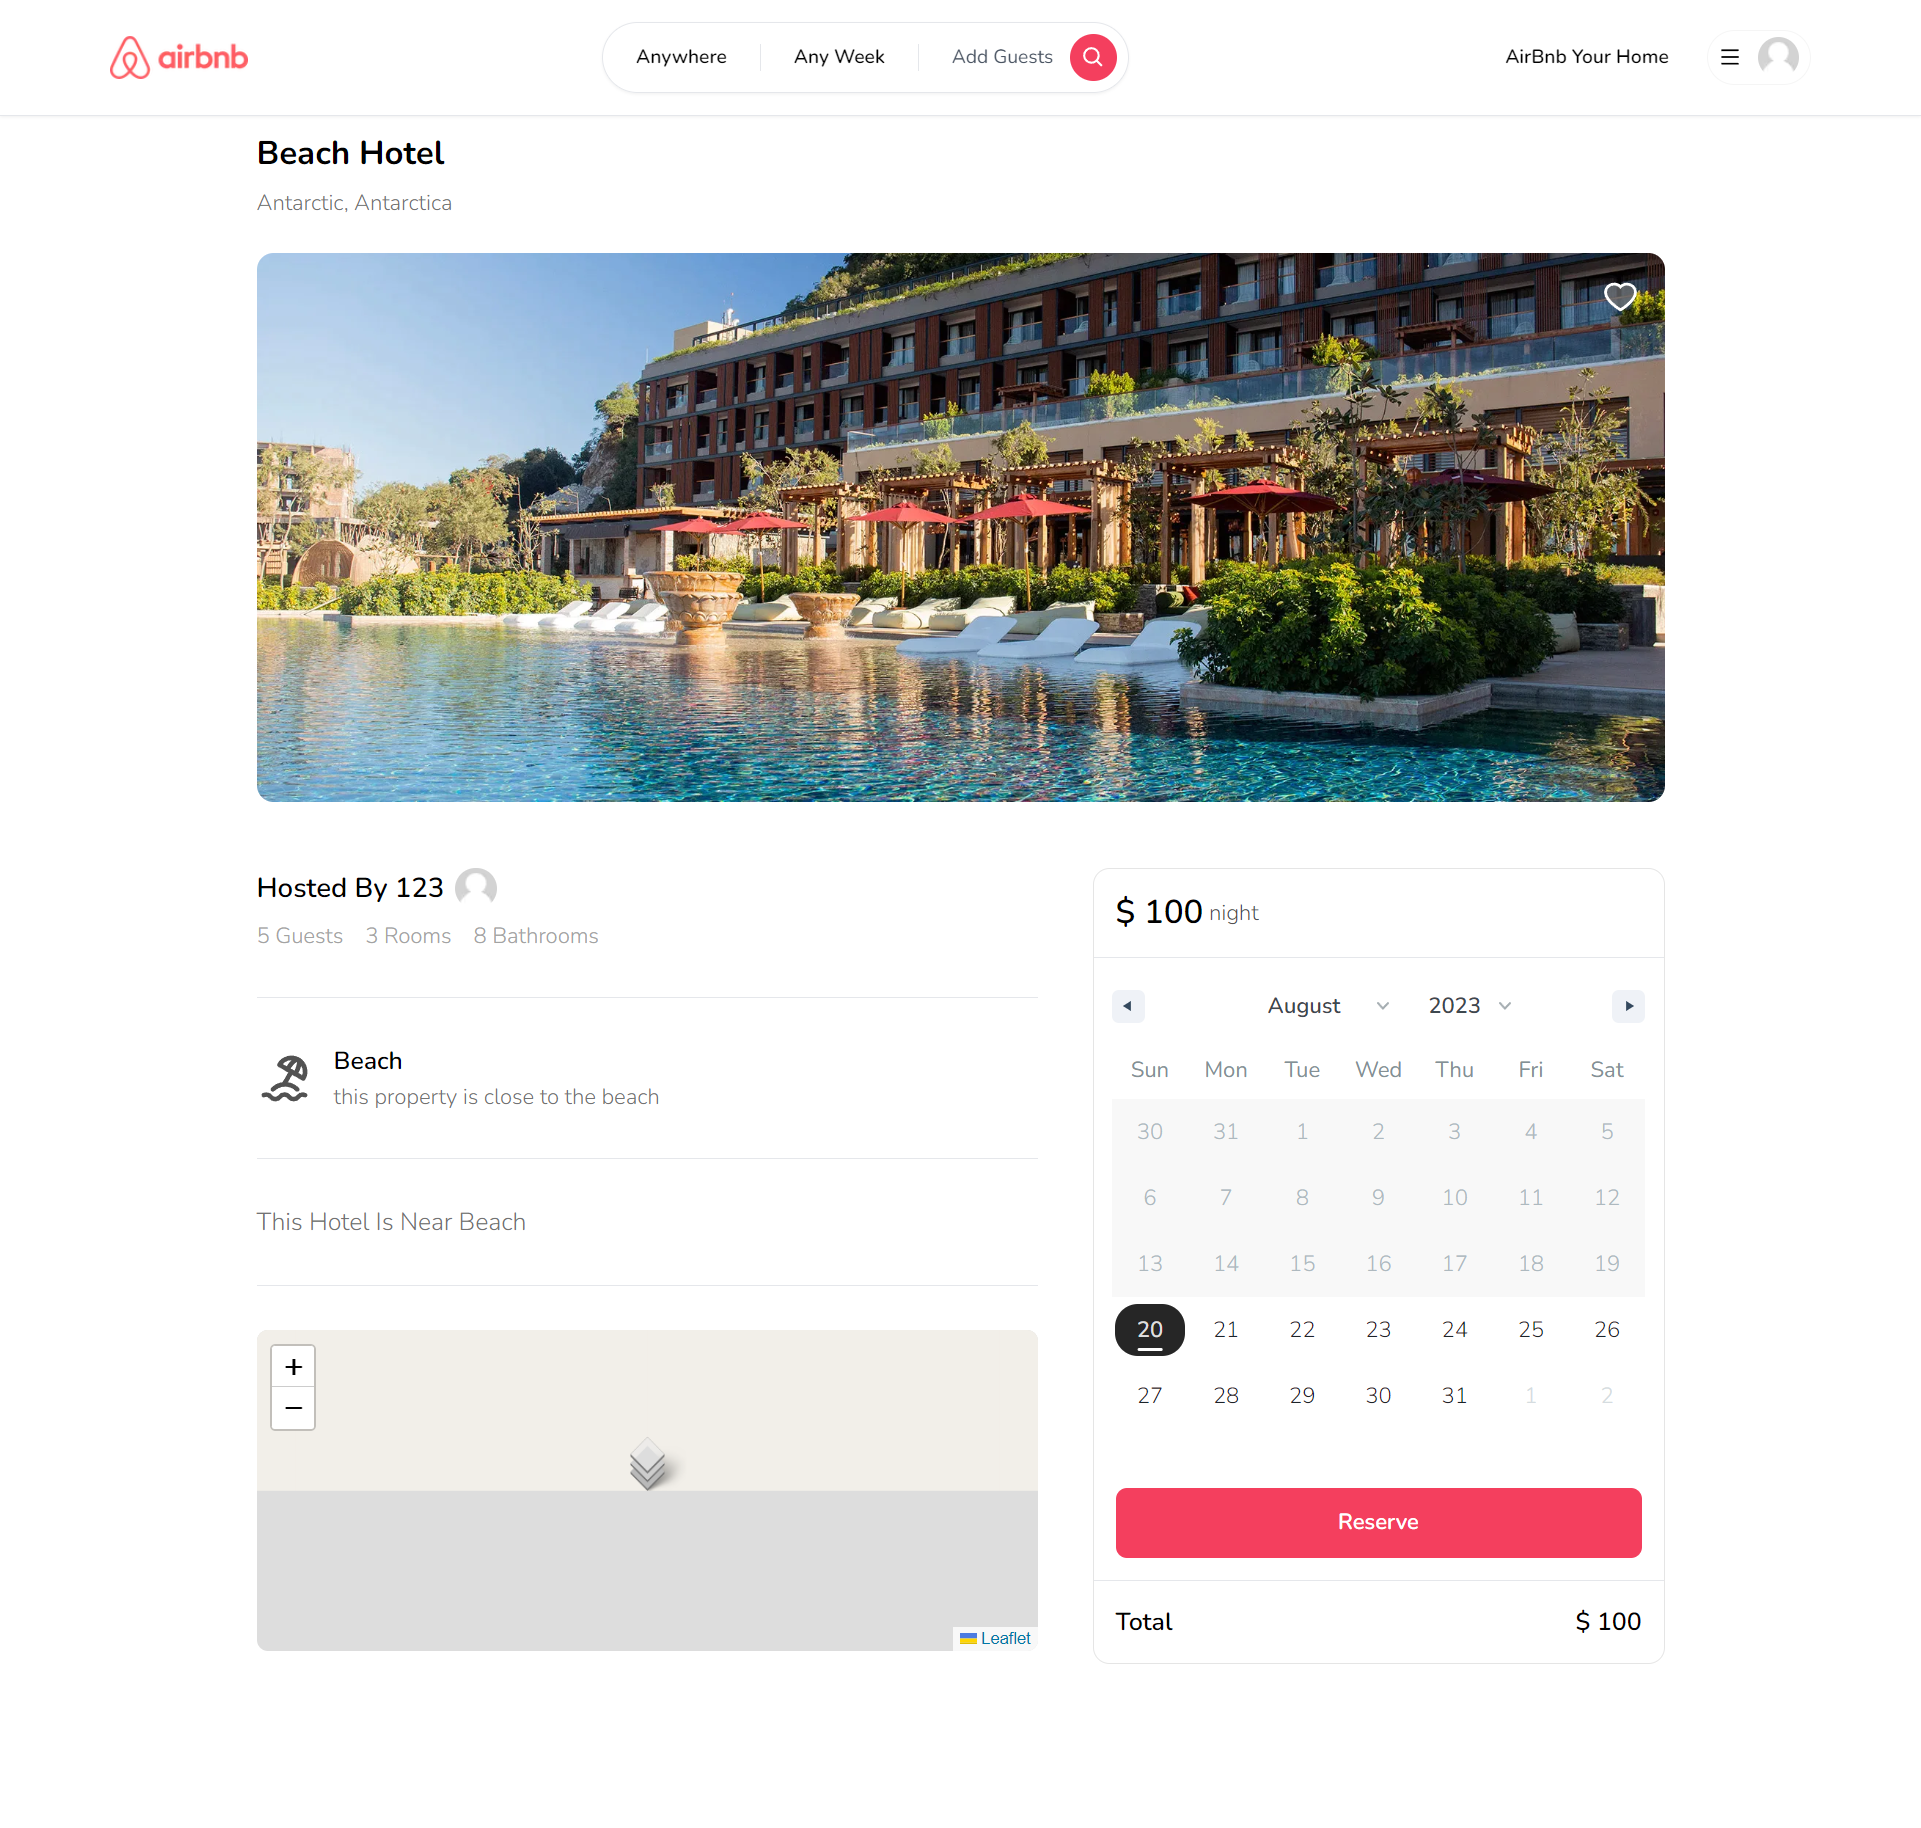 airbnb
Anywhere Any Week Add Guests
AirBnb Your Home
Beach Hotel
Antarctic, Antarctica
Hosted By 123
5 Guests 3 Rooms 8 Bathrooms
Beach
this property is close to the beach
This Hotel Is Near Beach
+
−
Leaflet
$ 100 night
August 2023
Sun Mon Tue Wed Thu Fri Sat
30 31 1 2 3 4 5
6 7 8 9 10 11 12
13 14 15 16 17 18 19
20 21 22 23 24 25 26
27 28 29 30 31 1 2
Reserve
Total $ 100